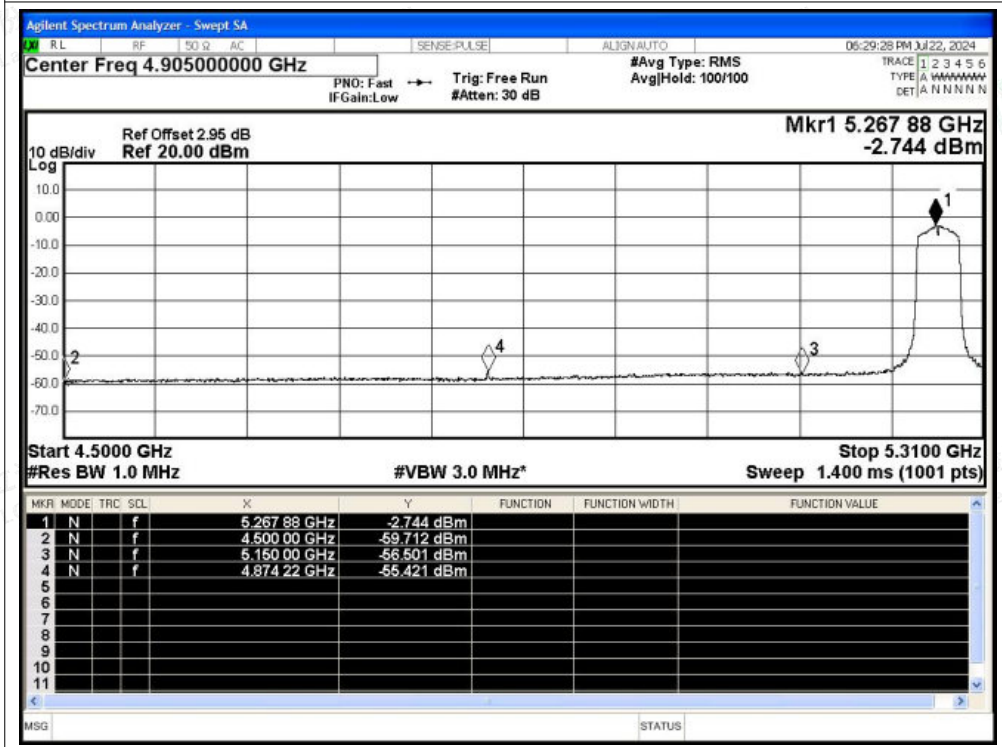 Agilent Spectrum Analyzer - Swept SA
LXI RL RF 50 Ω AC SENSE:PULSE ALIGNAUTO 06:29:28 PM Jul 22, 2024
Center Freq 4.905000000 GHz
PNO: Fast
IFGain:Low
Trig: Free Run
#Atten: 30 dB
#Avg Type: RMS
Avg|Hold: 100/100
TRACE 1 2 3 4 5 6
TYPE A WWWWW
DET A N N N N N
Mkr1 5.267 88 GHz
-2.744 dBm
Ref Offset 2.95 dB
10 dB/div Ref 20.00 dBm
Log
10.0
0.00
-10.0
-20.0
-30.0
-40.0
-50.0
-60.0
-70.0
1
2
4
3
Start 4.5000 GHz Stop 5.3100 GHz
#Res BW 1.0 MHz #VBW 3.0 MHz* Sweep 1.400 ms (1001 pts)
MKR MODE TRC SCL X Y FUNCTION FUNCTION WIDTH FUNCTION VALUE
1 N f 5.267 88 GHz -2.744 dBm
2 N f 4.500 00 GHz -59.712 dBm
3 N f 5.150 00 GHz -56.501 dBm
4 N f 4.874 22 GHz -55.421 dBm
5
6
7
8
9
10
11
MSG STATUS